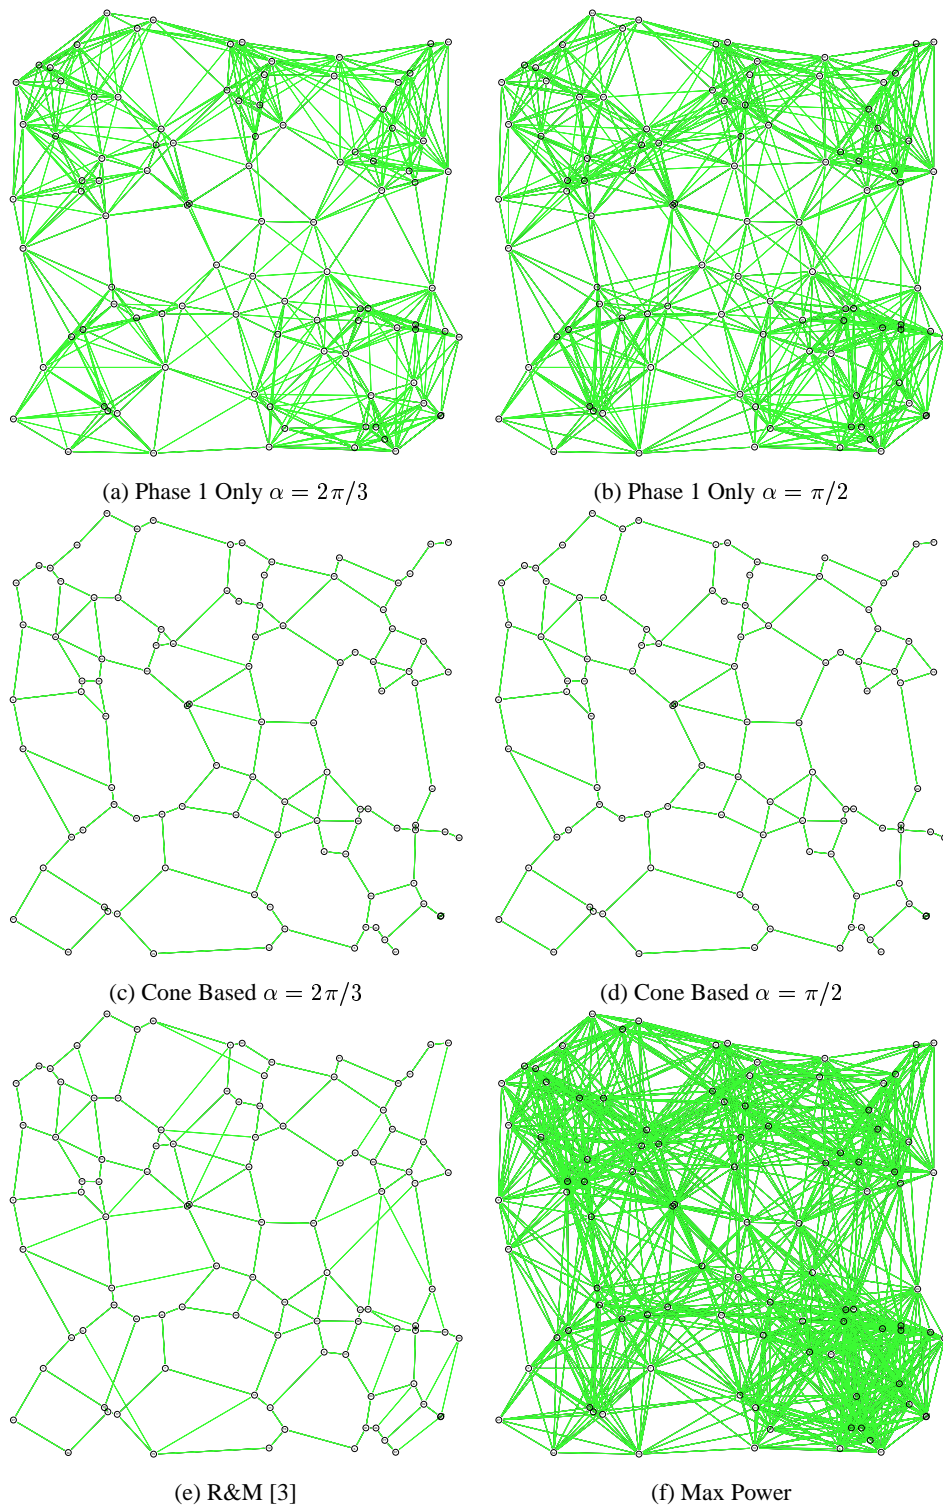 (a) Phase 1 Only α = 2π/3
(b) Phase 1 Only α = π/2
(c) Cone Based α = 2π/3
(d) Cone Based α = π/2
(e) R&M [3]
(f) Max Power